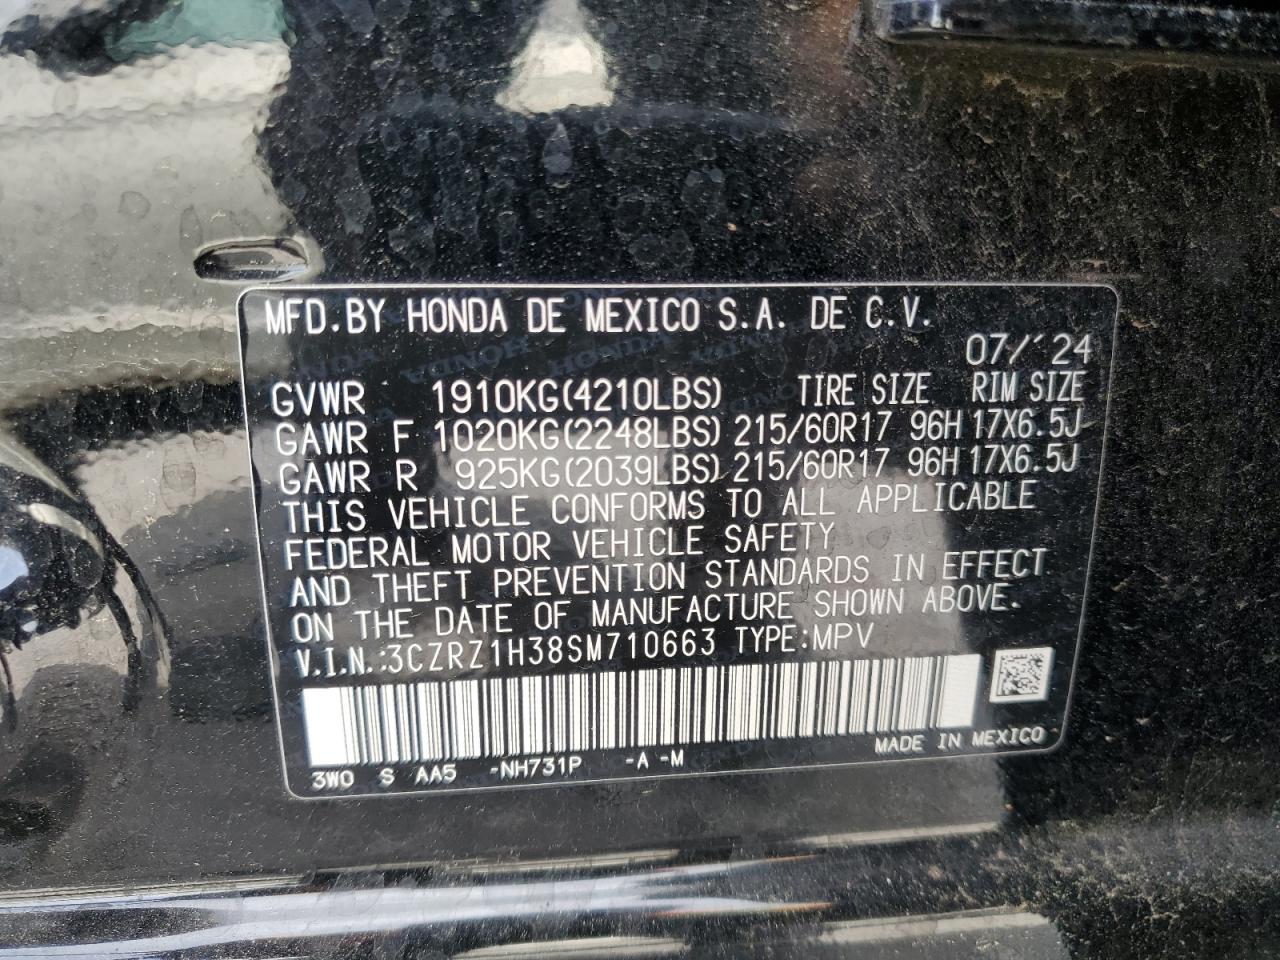 MFD.BY HONDA DE MEXICO S.A. DE C.V.
07/'24
GVWR 1910KG(4210LBS) TIRE SIZE RIM SIZE
GAWR F 1020KG(2248LBS) 215/60R17 96H 17X6.5J
GAWR R 925KG(2039LBS) 215/60R17 96H 17X6.5J
THIS VEHICLE CONFORMS TO ALL APPLICABLE
FEDERAL MOTOR VEHICLE SAFETY
AND THEFT PREVENTION STANDARDS IN EFFECT
ON THE DATE OF MANUFACTURE SHOWN ABOVE.
V.I.N.:3CZRZ1H38SM710663 TYPE:MPV
3W0 S AA5 -NH731P -A -M MADE IN MEXICO